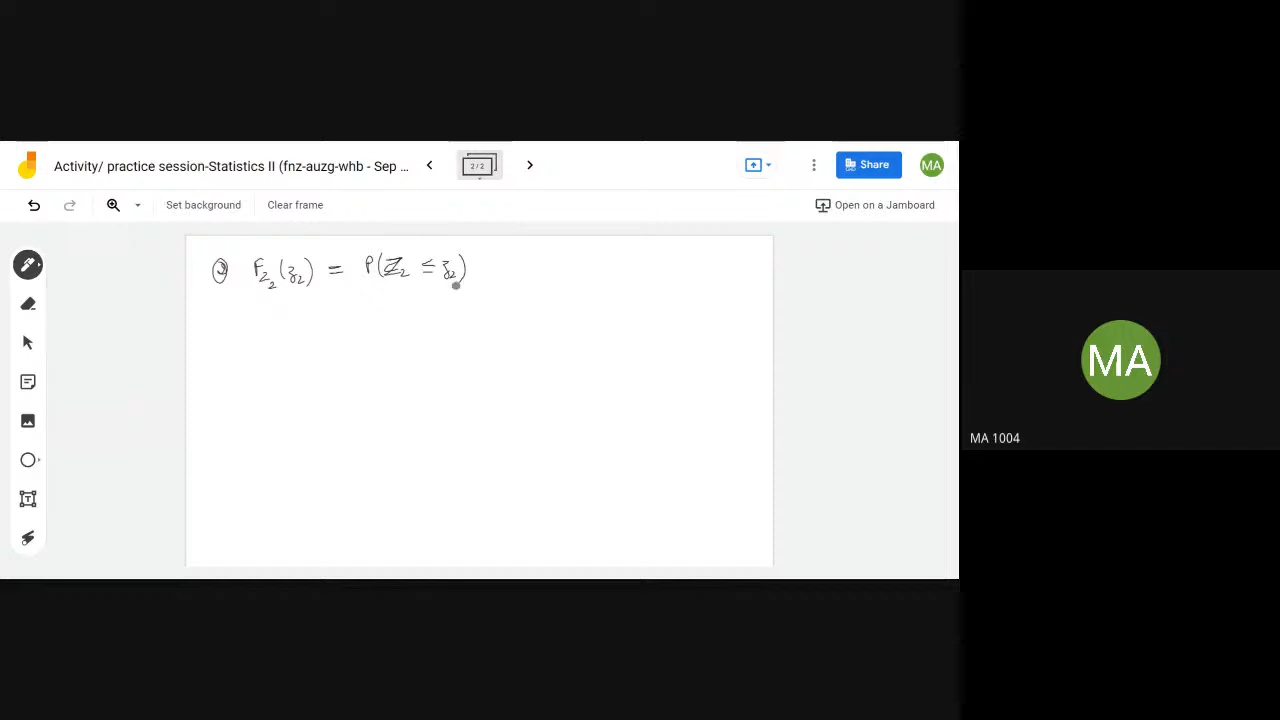 Activity/ practice session-Statistics II (fnz-auzg-whb - Sep ...
2/2
Share
MA
Set background
Clear frame
Open on a Jamboard
② F_{Z_2}(z_2) = P(Z_2 ≤ z_2)
T
MA
MA 1004